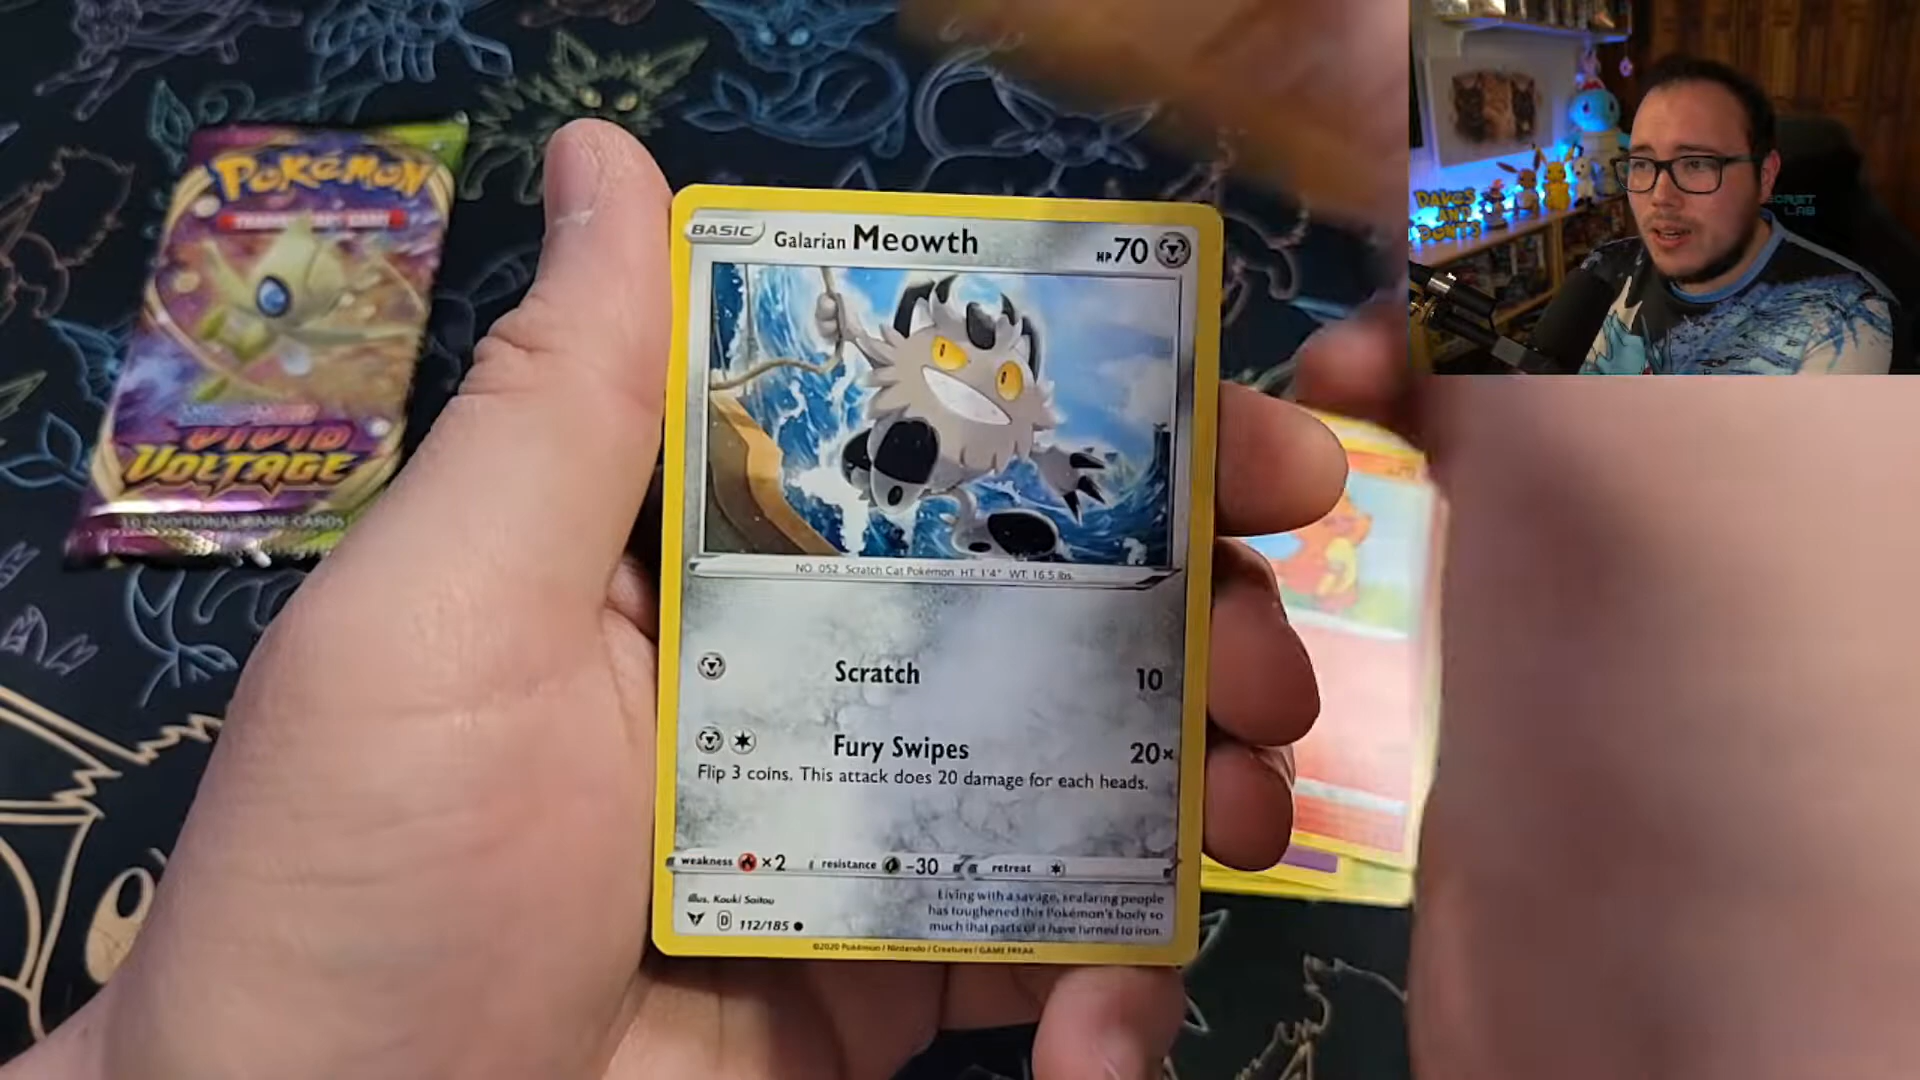 POKÉMON
TRADING CARD GAME
VIVID
VOLTAGE
10 ADDITIONAL GAME CARDS
BASIC
Galarian Meowth
HP70
NO. 052 Scratch Cat Pokémon HT. 1'4" WT. 16.5 lbs.
Scratch 10
Fury Swipes 20×
Flip 3 coins. This attack does 20 damage for each heads.
weakness ×2 resistance -30 retreat
illus. Kouki Saitou
D 112/185
Living with a savage, seafaring people
has toughened this Pokémon's body so
much that parts of it have turned to iron.
©2020 Pokémon / Nintendo / Creatures / GAME FREAK
DAKES
AND
SECRET
LAB